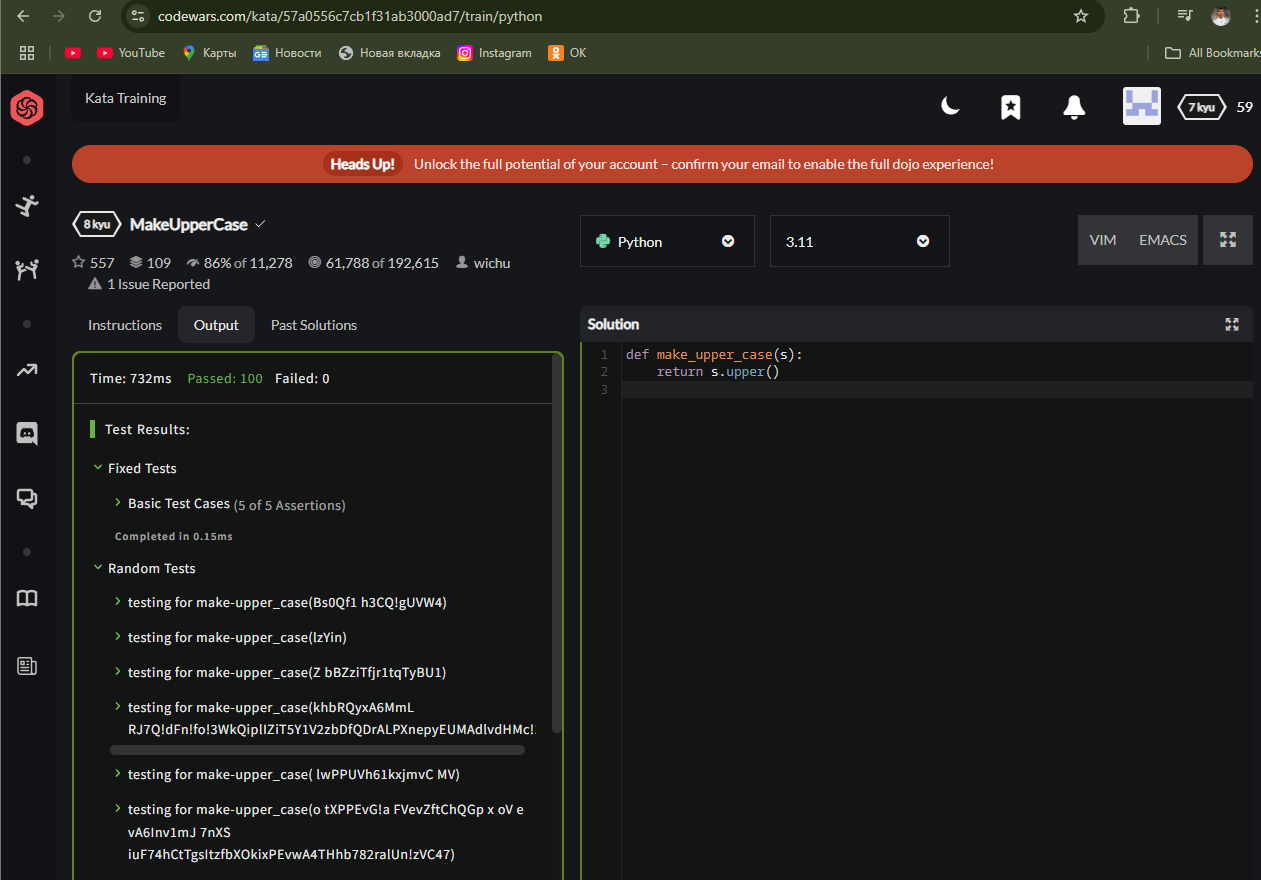 codewars.com/kata/57a0556c7cb1f31ab3000ad7/train/python
YouTube Карты Новости Новая вкладка Instagram OK All Bookmarks
Kata Training
7 kyu 59
Heads Up! Unlock the full potential of your account – confirm your email to enable the full dojo experience!
8 kyu MakeUpperCase
Python 3.11 VIM EMACS
557 109 86% of 11,278 61,788 of 192,615 wichu
1 Issue Reported
Instructions Output Past Solutions
Solution
Time: 732ms Passed: 100 Failed: 0
Test Results:
Fixed Tests
Basic Test Cases (5 of 5 Assertions)
Completed in 0.15ms
Random Tests
testing for make-upper_case(Bs0Qf1 h3CQ!gUVW4)
testing for make-upper_case(lzYin)
testing for make-upper_case(Z bBZziTfjr1tqTyBU1)
testing for make-upper_case(khbRQyxA6MmL
RJ7Q!dFn!fo!3WkQiplIZiT5Y1V2zbDfQDrALPXnepyEUMAdlvdHMc!
testing for make-upper_case( lwPPUVh61kxjmvC MV)
testing for make-upper_case(o tXPPEvG!a FVevZftChQGp x oV e
vA6Inv1mJ 7nXS
iuF74hCtTgsItzfbXOkixPEvwA4THhb782ralUn!zVC47)
1 def make_upper_case(s):
2 return s.upper()
3